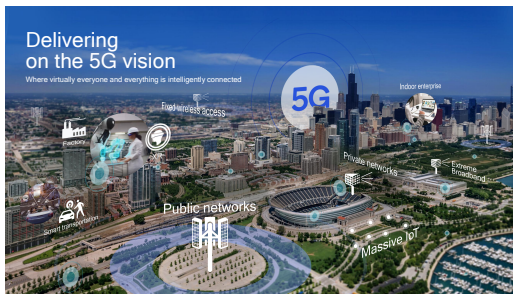 Delivering
on the 5G vision
Where virtually everyone and everything is intelligently connected
Fixed wireless access
5G
Indoor enterprise
Factory
Private networks
Extreme
Broadband
Smart transportation
Public networks
Massive IoT